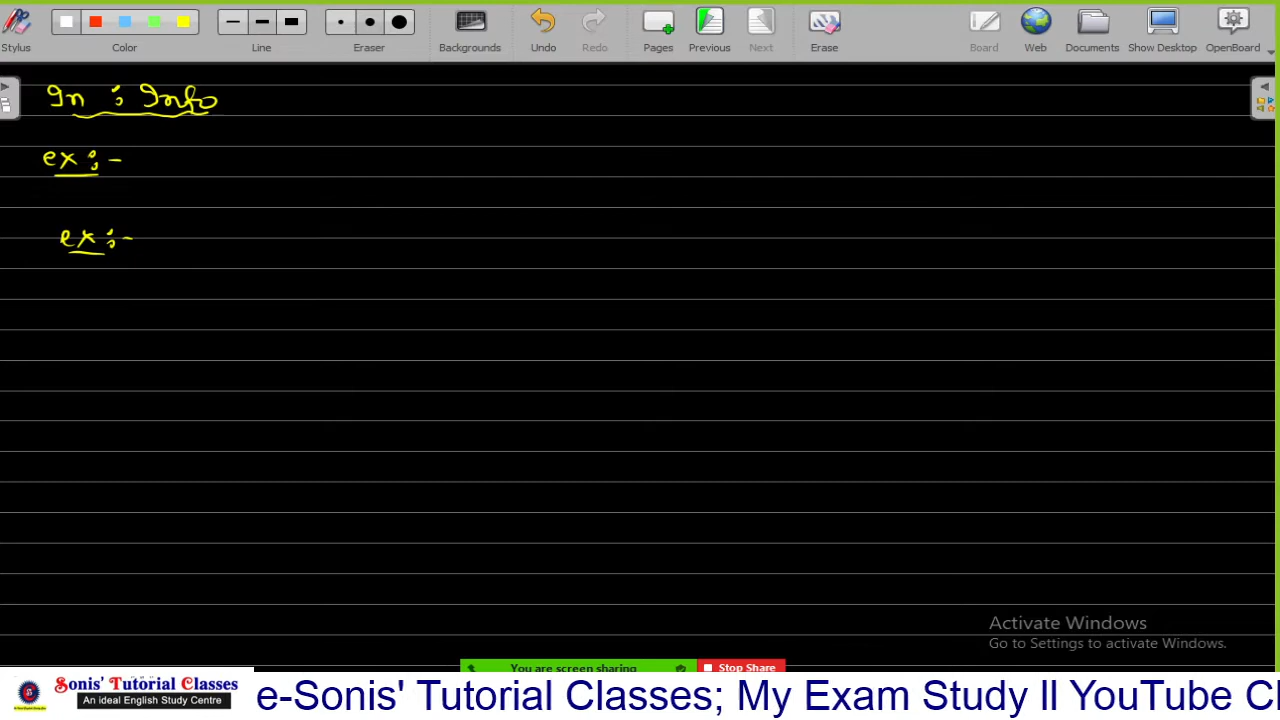 Stylus
Color
Line
Eraser
Backgrounds
Undo
Redo
Pages
Previous
Next
Erase
Board
Web
Documents
Show Desktop
OpenBoard
In : Info
ex :-
ex :-
Activate Windows
Go to Settings to activate Windows.
You are screen sharing
Stop Share
Sonis' Tutorial Classes
An ideal English Study Centre
e-Sonis' Tutorial Classes; My Exam Study ll YouTube Cl